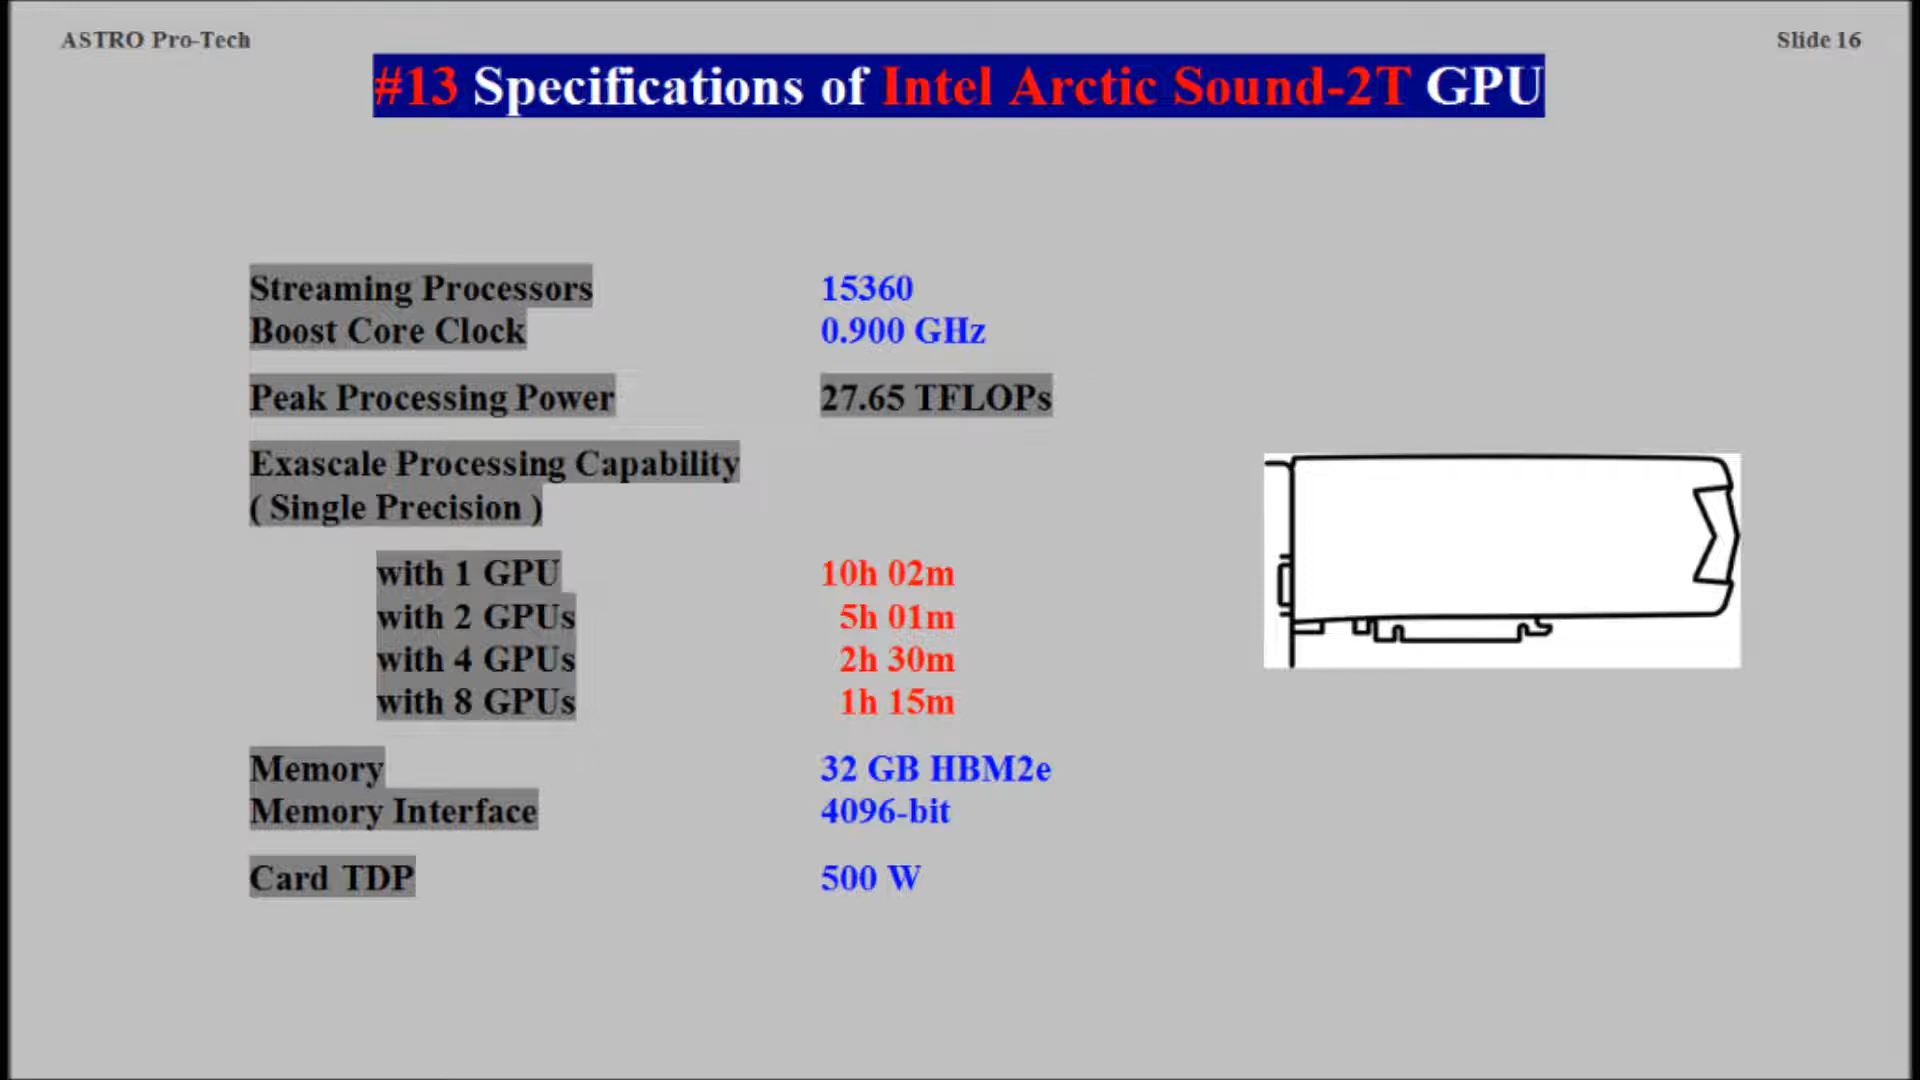 ASTRO Pro-Tech
Slide 16
#13 Specifications of Intel Arctic Sound-2T GPU
Streaming Processors 15360
Boost Core Clock 0.900 GHz
Peak Processing Power 27.65 TFLOPs
Exascale Processing Capability
( Single Precision )
with 1 GPU 10h 02m
with 2 GPUs 5h 01m
with 4 GPUs 2h 30m
with 8 GPUs 1h 15m
Memory 32 GB HBM2e
Memory Interface 4096-bit
Card TDP 500 W